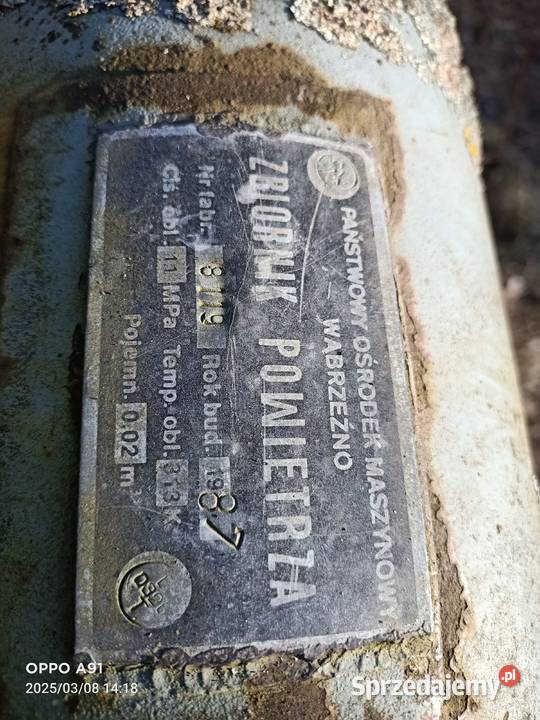 PAŃSTWOWY OŚRODEK MASZYNOWY
WĄBRZEŹNO
ZBIORNIK POWIETRZA
Nr fabr. 8119 Rok bud. 1987
Ciś. obl. 1,1 MPa Temp. obl. 313 K
Pojemn. 0,02 m³
OPPO A91
2025/03/08 14:18
Sprzedajemy.pl